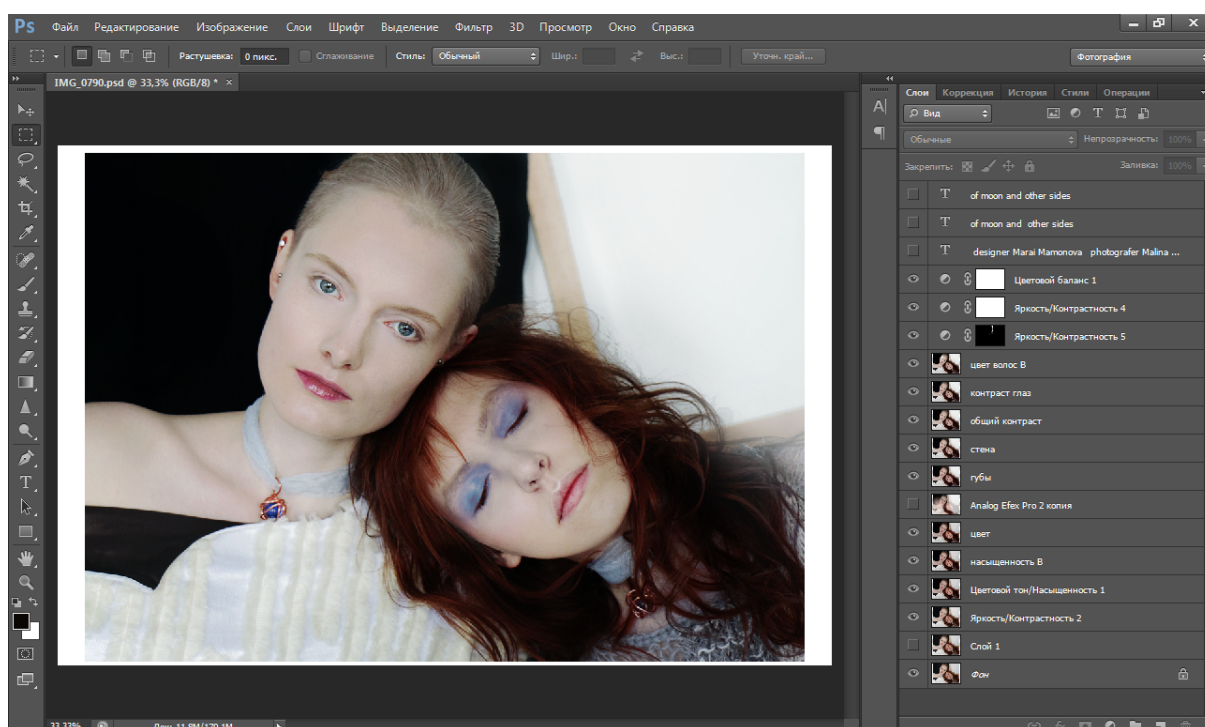 Ps Файл Редактирование Изображение Слои Шрифт Выделение Фильтр 3D Просмотр Окно Справка
Растушевка: 0 пикс. Сглаживание Стиль: Обычный Шир.: Выс.: Уточн. край... Фотография
IMG_0790.psd @ 33,3% (RGB/8) * ×
Слои Коррекция История Стили Операции
Вид
Обычные Непрозрачность: 100%
Закрепить: Заливка: 100%
T of moon and other sides
T of moon and other sides
T designer Marai Mamonova photografer Malina ...
Цветовой баланс 1
Яркость/Контрастность 4
Яркость/Контрастность 5
цвет волос В
контраст глаз
общий контраст
стена
губы
Analog Efex Pro 2 копия
цвет
насыщенность В
Цветовой тон/Насыщенность 1
Яркость/Контрастность 2
Слой 1
Фон
33,33%